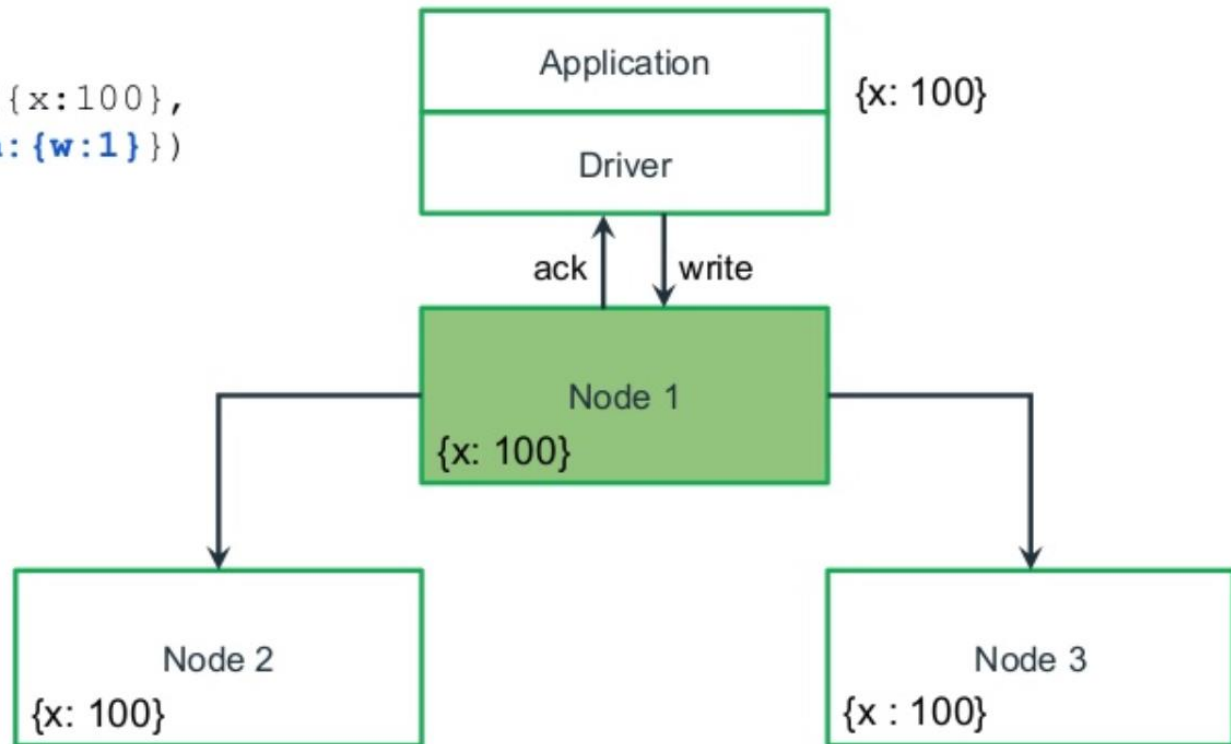 {x:100},
:{w:1}})
Application
{x: 100}
Driver
ack
write
Node 1
{x: 100}
Node 2
{x: 100}
Node 3
{x : 100}